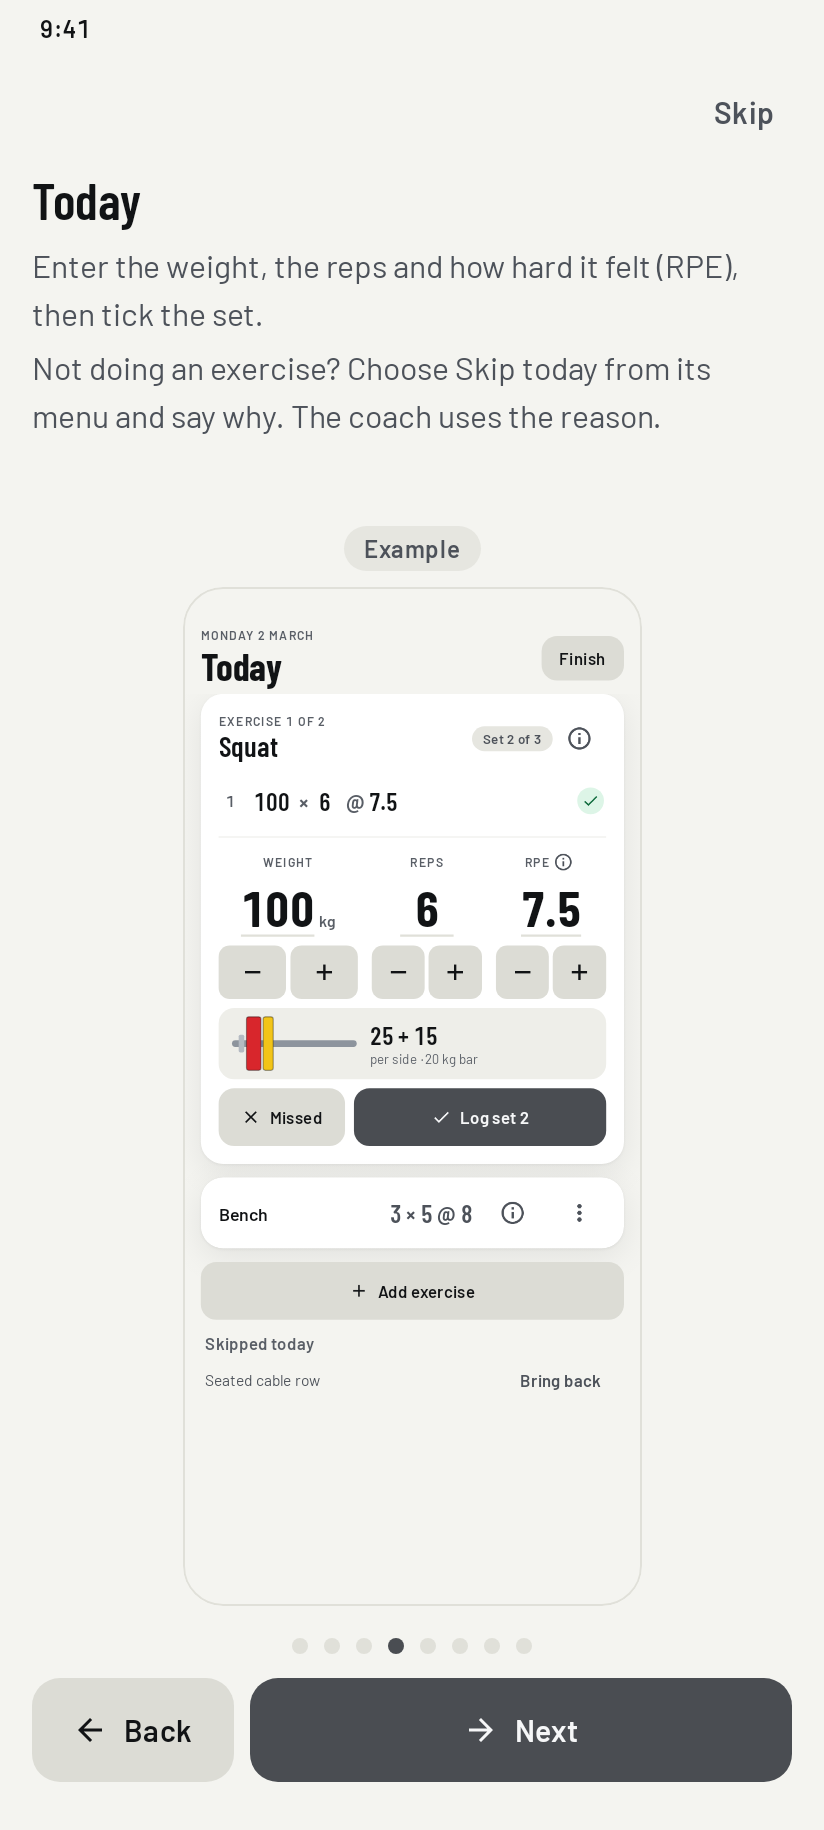 9:41
Skip
Today
Enter the weight, the reps and how hard it felt (RPE),
then tick the set.
Not doing an exercise? Choose Skip today from its
menu and say why. The coach uses the reason.
Example
MONDAY 2 MARCH
Today
Finish
EXERCISE 1 OF 2
Squat
Set 2 of 3
1 100 × 6 @ 7.5
WEIGHT REPS RPE
100 kg 6 7.5
− + − + − +
25 + 15
per side · 20 kg bar
Missed Log set 2
Bench 3 × 5 @ 8
+ Add exercise
Skipped today
Seated cable row Bring back
Back Next